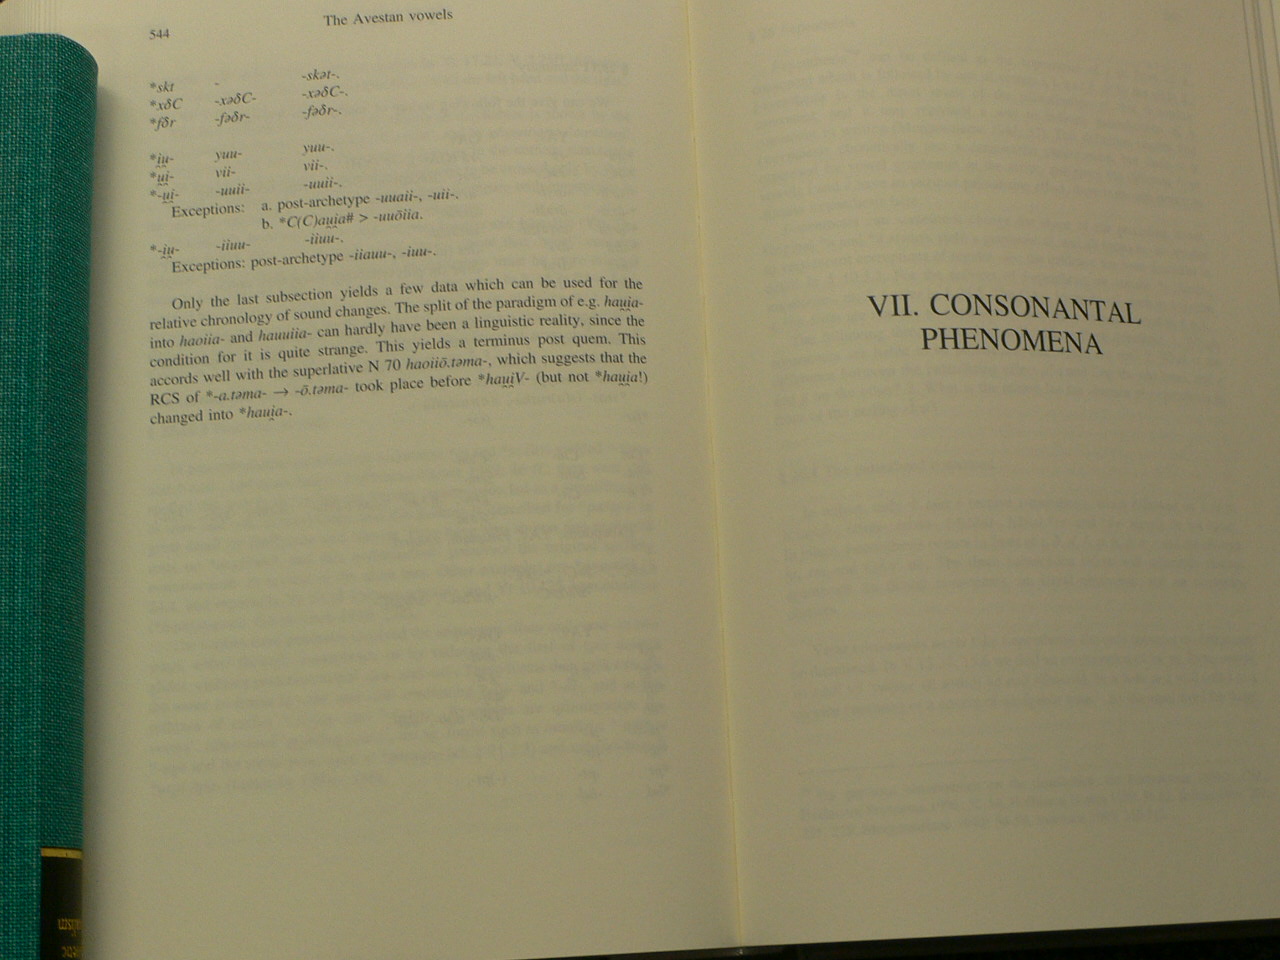 544
The Avestan vowels
*skt - -skət-.
*xδC -xəδC- -xəδC-.
*fδr -fəδr- -fəδr-.
*i̯u̯- yuu- yuu-.
*u̯i̯- vii- vii-.
*-u̯i̯- -uuii- -uuii-.
Exceptions: a. post-archetype -uuaii-, -uii-.
b. *C(C)au̯i̯a# > -uuōiia.
*-i̯u̯- -iiuu- -iiuu-.
Exceptions: post-archetype -iiauu-, -iuu-.
Only the last subsection yields a few data which can be used for the
relative chronology of sound changes. The split of the paradigm of e.g. hau̯i̯a-
into haoiia- and hauuiia- can hardly have been a linguistic reality, since the
condition for it is quite strange. This yields a terminus post quem. This
accords well with the superlative N 70 haoiiō.təma-, which suggests that the
RCS of *-a.təma- → -ō.təma- took place before *hau̯i̯V- (but not *hau̯i̯a!)
changed into *haui̯a-.
VII. CONSONANTAL
PHENOMENA